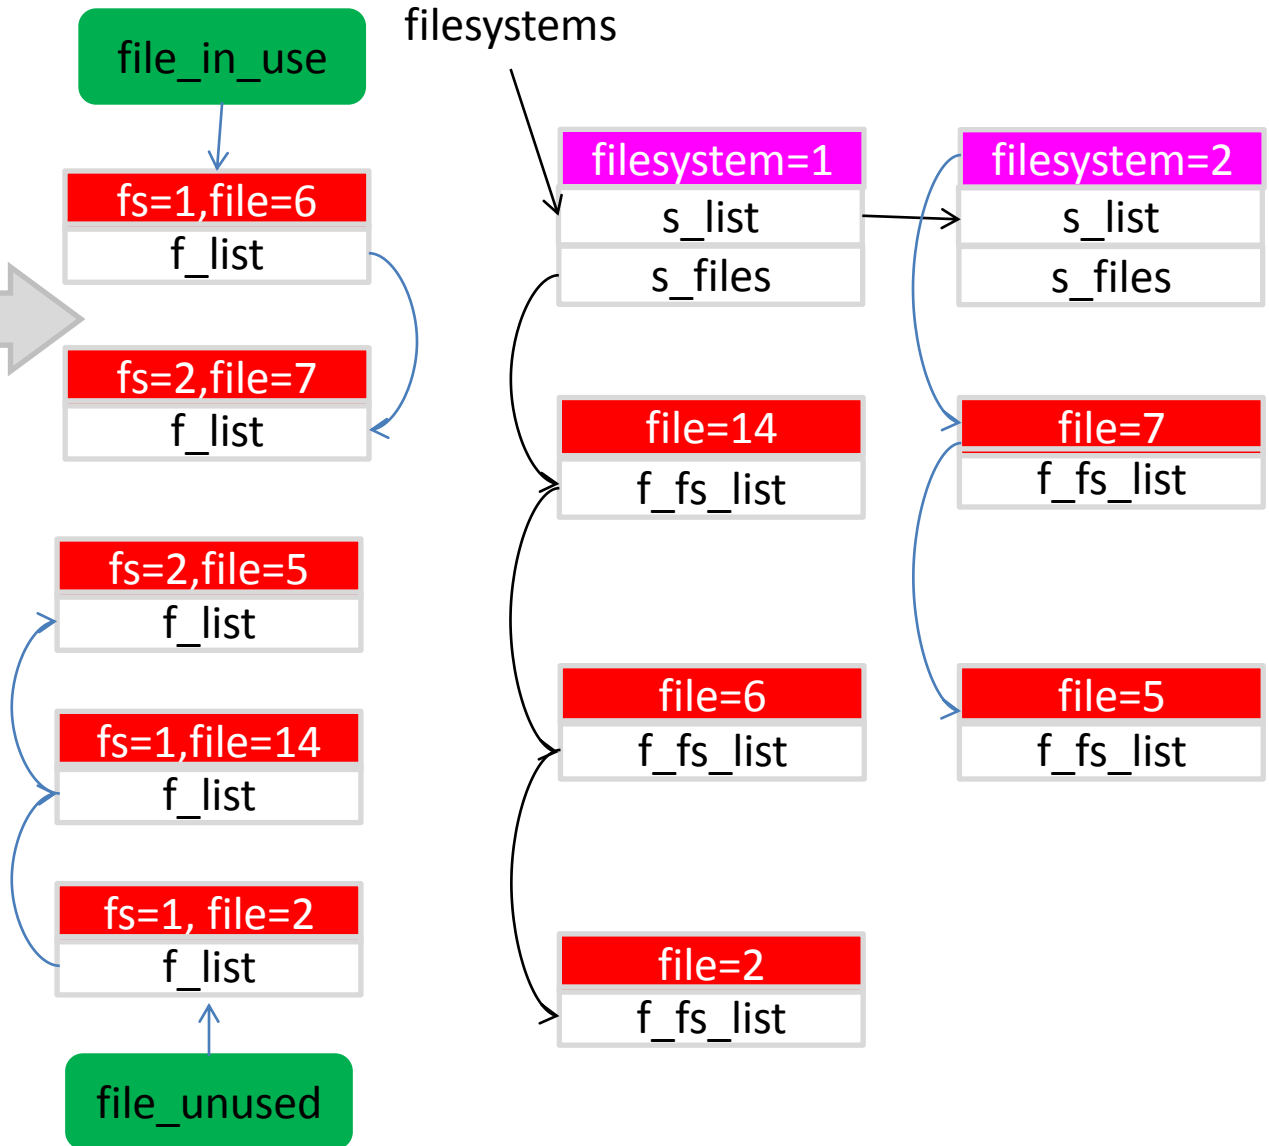 file_in_use
fs=1,file=6
f_list
fs=2,file=7
f_list
fs=2,file=5
f_list
fs=1,file=14
f_list
fs=1, file=2
f_list
file_unused
filesystems
filesystem=1
s_list
s_files
file=14
f_fs_list
file=6
f_fs_list
file=2
f_fs_list
filesystem=2
s_list
s_files
file=7
f_fs_list
file=5
f_fs_list